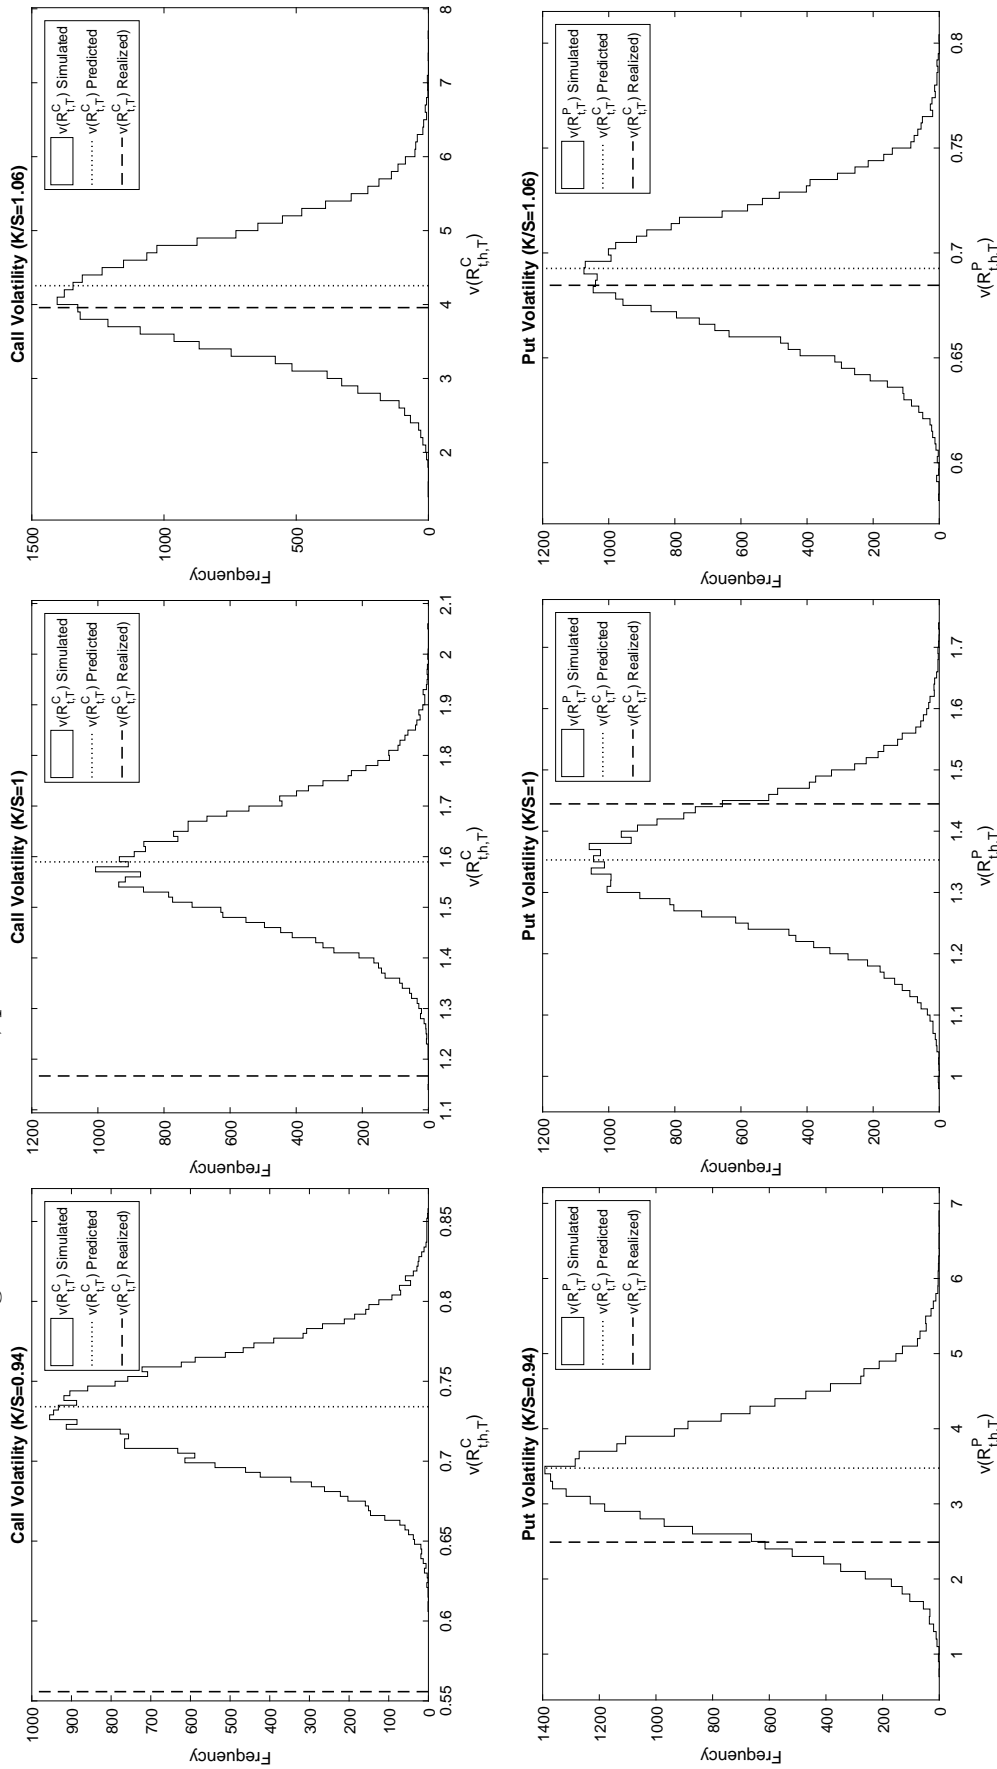 Call Volatility (K/S=0.94)
v(R^C_{t,T}) Simulated
v(R^C_{t,T}) Predicted
v(R^C_{t,T} Realized)
Frequency
0 100 200 300 400 500 600 700 800 900 1000
0.55 0.6 0.65 0.7 0.75 0.8 0.85
v(R^C_{t,h,T})
Call Volatility (K/S=1)
v(R^C_{t,T}) Simulated
v(R^C_{t,T}) Predicted
v(R^C_{t,T} Realized)
Frequency
0 200 400 600 800 1000 1200
1.1 1.2 1.3 1.4 1.5 1.6 1.7 1.8 1.9 2 2.1
v(R^C_{t,h,T})
Call Volatility (K/S=1.06)
v(R^C_{t,T}) Simulated
v(R^C_{t,T}) Predicted
v(R^C_{t,T} Realized)
Frequency
0 500 1000 1500
2 3 4 5 6 7 8
v(R^C_{t,h,T})
Put Volatility (K/S=0.94)
v(R^P_{t,T}) Simulated
v(R^C_{t,T}) Predicted
v(R^C_{t,T} Realized)
Frequency
0 200 400 600 800 1000 1200 1400
1 2 3 4 5 6 7
v(R^P_{t,h,T})
Put Volatility (K/S=1)
v(R^P_{t,T}) Simulated
v(R^C_{t,T}) Predicted
v(R^C_{t,T} Realized)
Frequency
0 200 400 600 800 1000 1200
1 1.1 1.2 1.3 1.4 1.5 1.6 1.7
v(R^P_{t,h,T})
Put Volatility (K/S=1.06)
v(R^P_{t,T}) Simulated
v(R^C_{t,T}) Predicted
v(R^C_{t,T} Realized)
Frequency
0 200 400 600 800 1000 1200
0.6 0.65 0.7 0.75 0.8
v(R^P_{t,h,T})